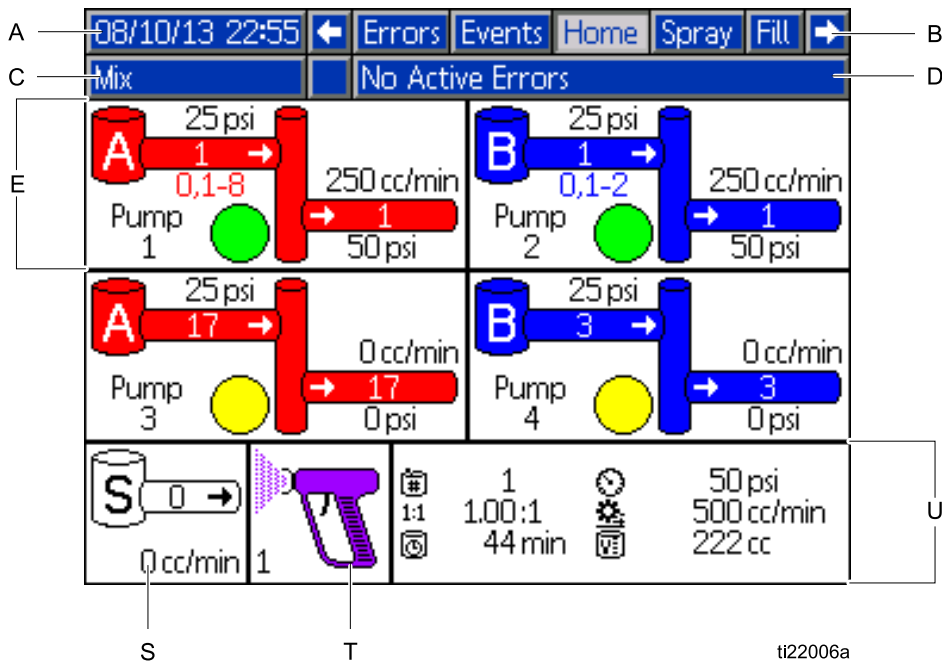 A 08/10/13 22:55 Errors Events Home Spray Fill B
C Mix No Active Errors D
E
25 psi
A 1
0,1-8
250 cc/min
Pump
1
1
50 psi
25 psi
B 1
0,1-2
250 cc/min
Pump
2
1
50 psi
25 psi
A 17
0 cc/min
Pump
3
17
0 psi
25 psi
B 3
0 cc/min
Pump
4
3
0 psi
S 0
0 cc/min
1
# 1 50 psi
1:1 1.00:1 500 cc/min
44 min 222 cc
U
S T
ti22006a